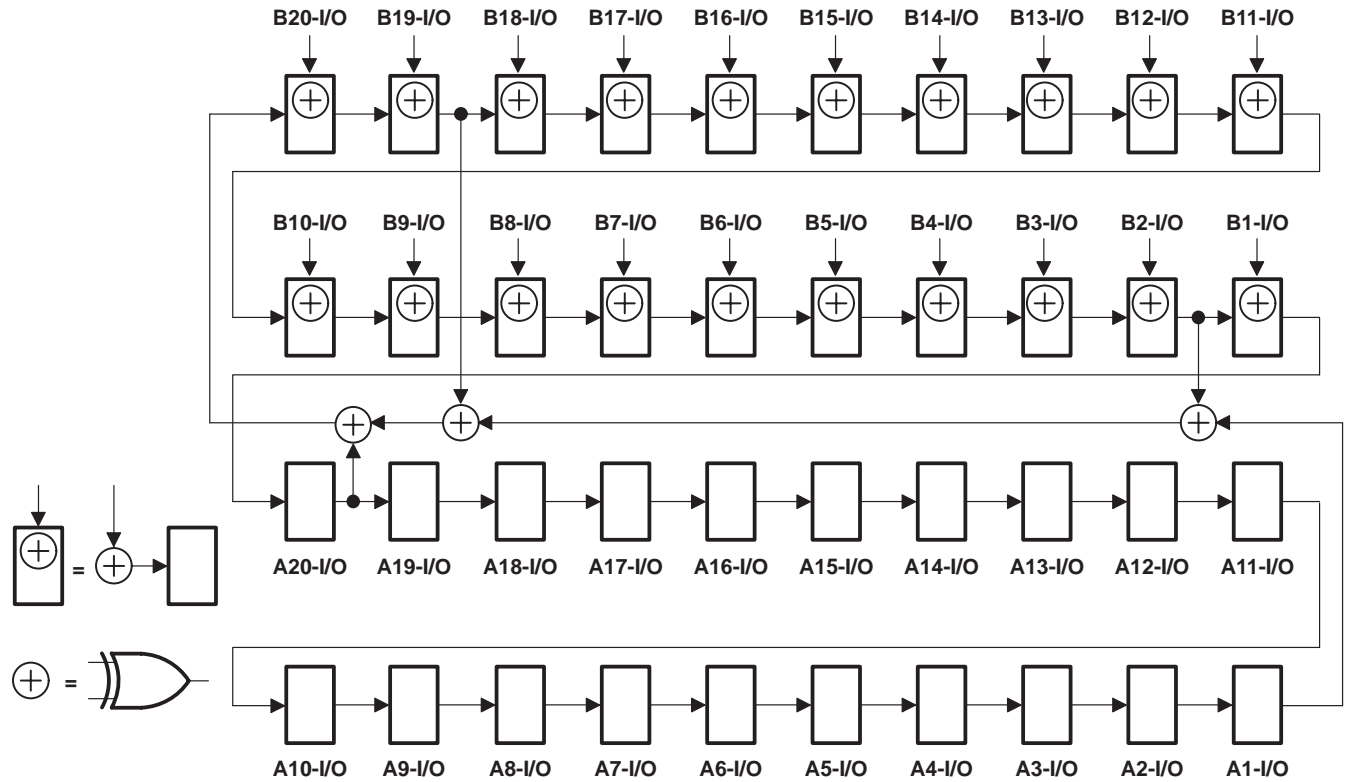 B20-I/O B19-I/O B18-I/O B17-I/O B16-I/O B15-I/O B14-I/O B13-I/O B12-I/O B11-I/O
B10-I/O B9-I/O B8-I/O B7-I/O B6-I/O B5-I/O B4-I/O B3-I/O B2-I/O B1-I/O
A20-I/O A19-I/O A18-I/O A17-I/O A16-I/O A15-I/O A14-I/O A13-I/O A12-I/O A11-I/O
=
=
A10-I/O A9-I/O A8-I/O A7-I/O A6-I/O A5-I/O A4-I/O A3-I/O A2-I/O A1-I/O